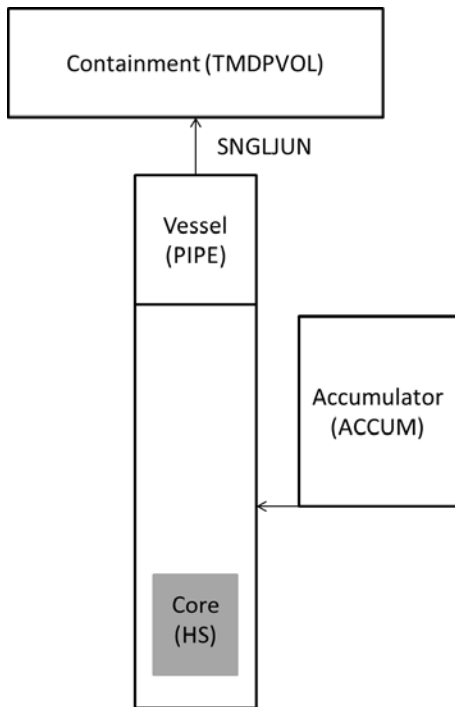 Containment (TMDPVOL)
SNGLJUN
Vessel
(PIPE)
Accumulator
(ACCUM)
Core
(HS)